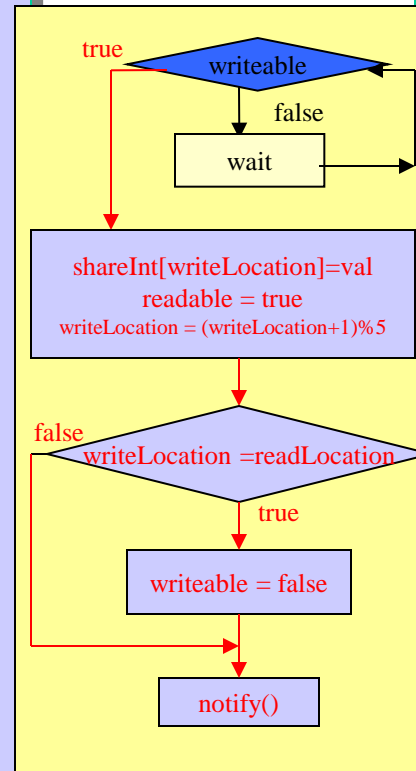 true
writeable
false
wait
shareInt[writeLocation]=val
readable = true
writeLocation = (writeLocation+1)%5
false
writeLocation =readLocation
true
writeable = false
notify()